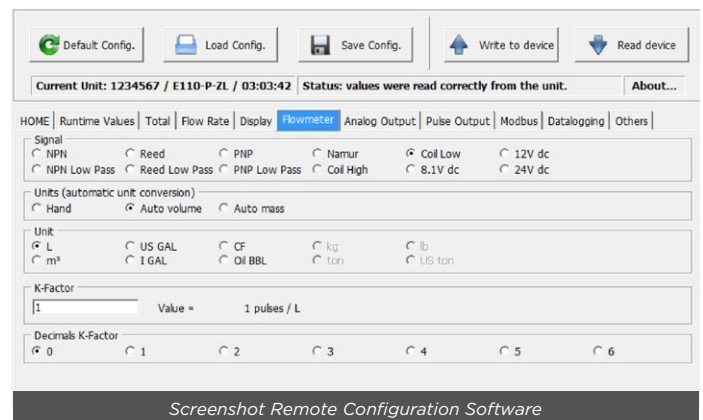 Default Config. Load Config. Save Config. Write to device Read device
Current Unit: 1234567 / E110-P-ZL / 03:03:42 Status: values were read correctly from the unit. About...
HOME Runtime Values Total Flow Rate Display Flowmeter Analog Output Pulse Output Modbus Datalogging Others
Signal
NPN Reed PNP Namur Coil Low 12V dc
NPN Low Pass Reed Low Pass PNP Low Pass Coil High 8.1V dc 24V dc
Units (automatic unit conversion)
Hand Auto volume Auto mass
Unit
L US GAL CF kg lb
m³ I GAL Oil BBL ton US ton
K-Factor
1 Value = 1 pulses / L
Decimals K-Factor
0 1 2 3 4 5 6
Screenshot Remote Configuration Software